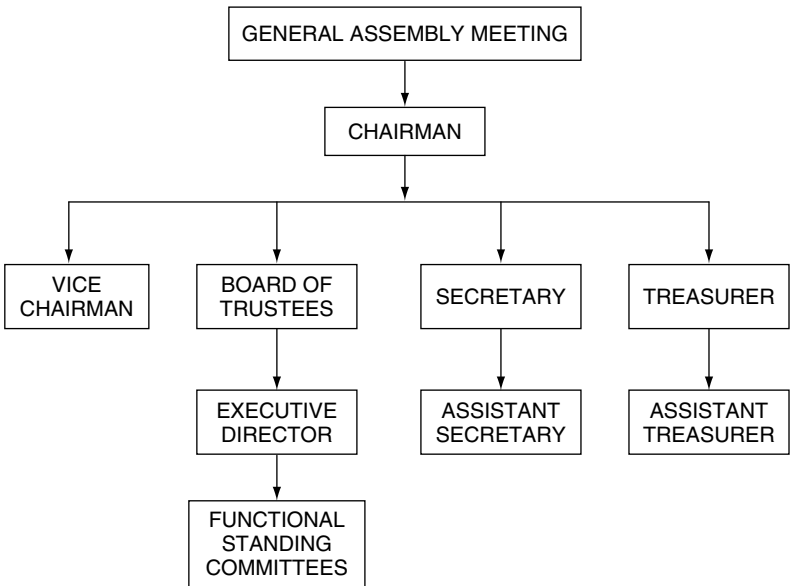 GENERAL ASSEMBLY MEETING
CHAIRMAN
VICE
CHAIRMAN
BOARD OF
TRUSTEES
SECRETARY
TREASURER
EXECUTIVE
DIRECTOR
ASSISTANT
SECRETARY
ASSISTANT
TREASURER
FUNCTIONAL
STANDING
COMMITTEES